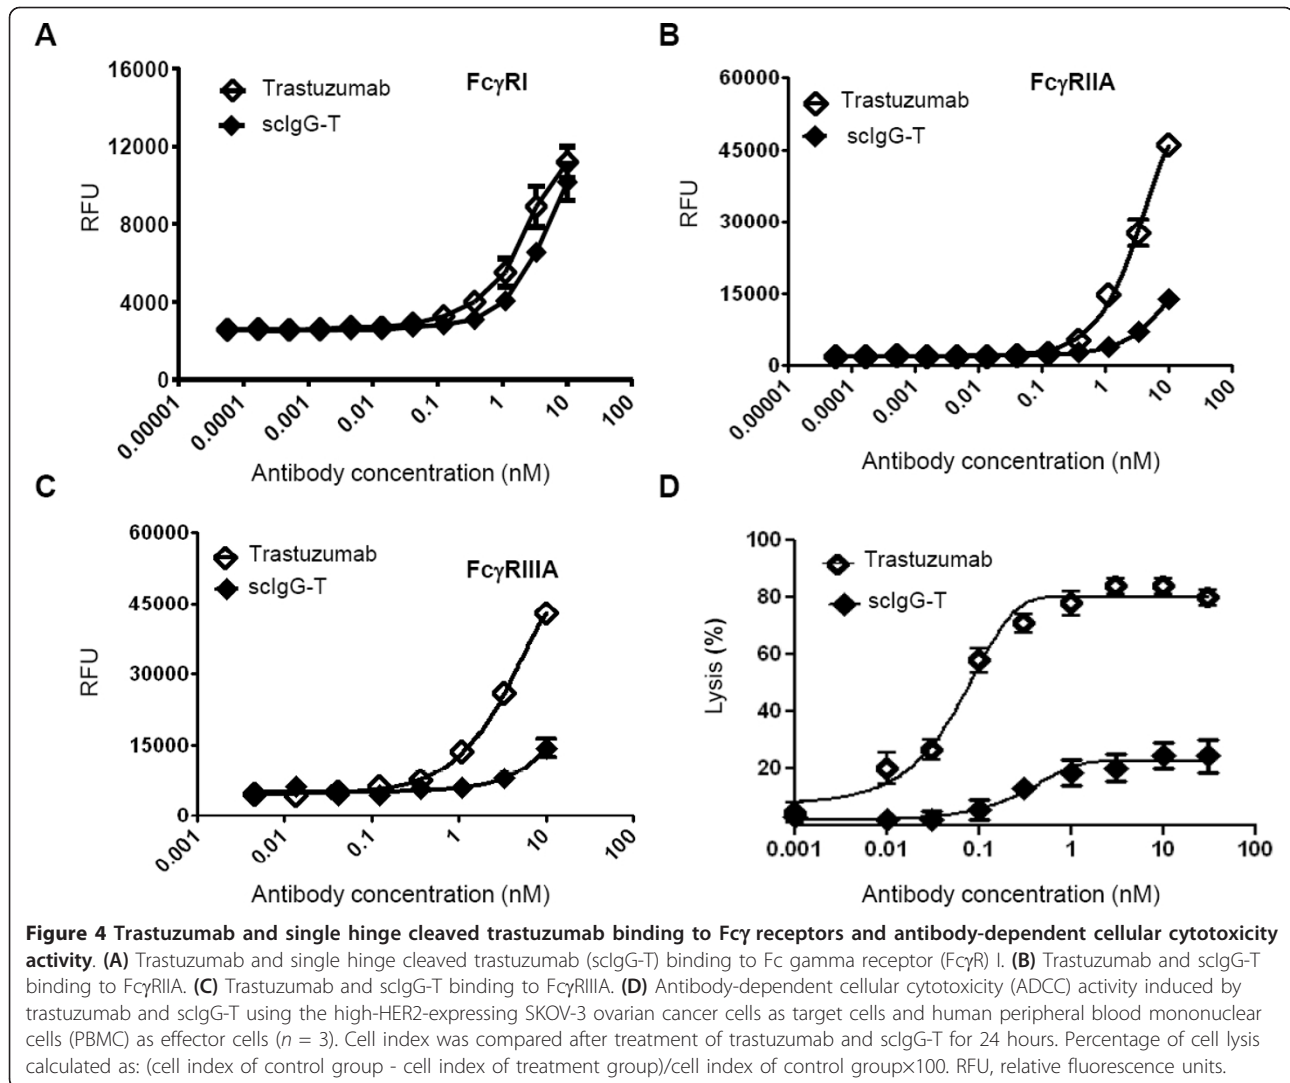 A
FcγRI
Trastuzumab
scIgG-T
16000
12000
8000
4000
0
RFU
0.00001
0.0001
0.001
0.01
0.1
1
10
100
Antibody concentration (nM)
B
FcγRIIA
Trastuzumab
scIgG-T
60000
45000
30000
15000
0
RFU
0.00001
0.0001
0.001
0.01
0.1
1
10
100
Antibody concentration (nM)
C
FcγRIIIA
Trastuzumab
scIgG-T
60000
45000
30000
15000
0
RFU
0.001
0.01
0.1
1
10
100
Antibody concentration (nM)
D
Trastuzumab
scIgG-T
100
80
60
40
20
Lysis (%)
0.001
0.01
0.1
1
10
100
Antibody concentration (nM)
Figure 4 Trastuzumab and single hinge cleaved trastuzumab binding to Fcγ receptors and antibody-dependent cellular cytotoxicity
activity. (A) Trastuzumab and single hinge cleaved trastuzumab (scIgG-T) binding to Fc gamma receptor (FcγR) I. (B) Trastuzumab and scIgG-T
binding to FcγRIIA. (C) Trastuzumab and scIgG-T binding to FcγRIIIA. (D) Antibody-dependent cellular cytotoxicity (ADCC) activity induced by
trastuzumab and scIgG-T using the high-HER2-expressing SKOV-3 ovarian cancer cells as target cells and human peripheral blood mononuclear
cells (PBMC) as effector cells (n = 3). Cell index was compared after treatment of trastuzumab and scIgG-T for 24 hours. Percentage of cell lysis
calculated as: (cell index of control group - cell index of treatment group)/cell index of control group×100. RFU, relative fluorescence units.